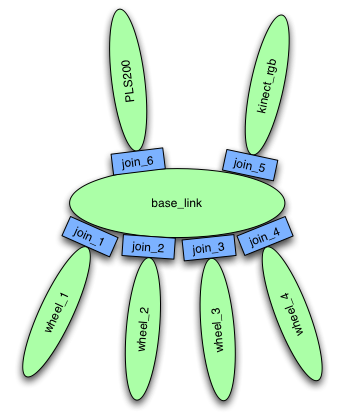 PLS200
kinect_rgb
join_6
join_5
base_link
join_1
join_2
join_3
join_4
wheel_1
wheel_2
wheel_3
wheel_4